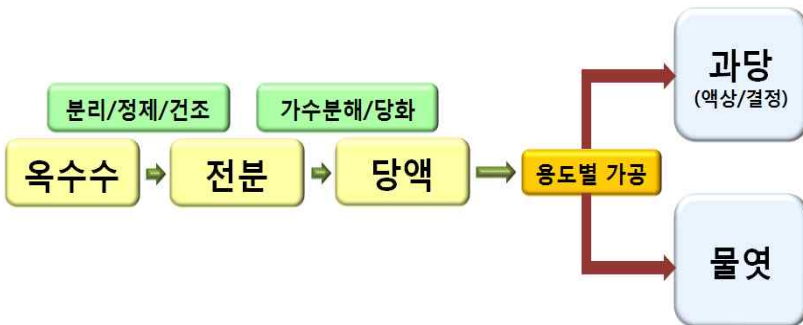 분리/정제/건조
가수분해/당화
옥수수
전분
당액
용도별 가공
과당
(액상/결정)
물엿